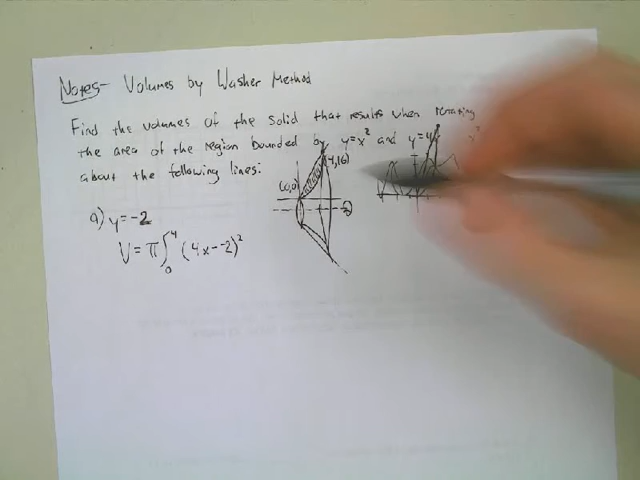 Notes- Volumes by Washer Method
Find the volumes of the solid that results when rotating
the area of the region bounded by y=x² and y=4
about the following lines:
(0,0)
(4,16)
a) y=-2
V = π∫₀⁴ (4x--2)²